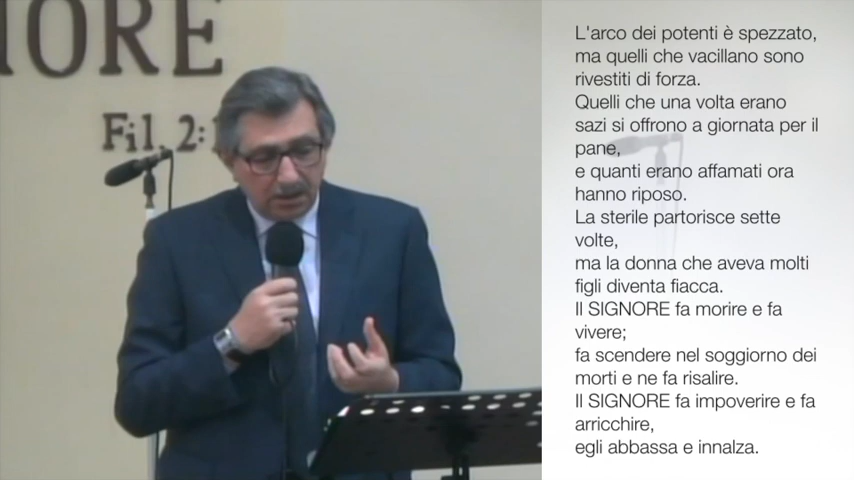 NORE
Fil. 2:1
L'arco dei potenti è spezzato,
ma quelli che vacillano sono
rivestiti di forza.
Quelli che una volta erano
sazi si offrono a giornata per il
pane,
e quanti erano affamati ora
hanno riposo.
La sterile partorisce sette
volte,
ma la donna che aveva molti
figli diventa fiacca.
Il SIGNORE fa morire e fa
vivere;
fa scendere nel soggiorno dei
morti e ne fa risalire.
Il SIGNORE fa impoverire e fa
arricchire,
egli abbassa e innalza.